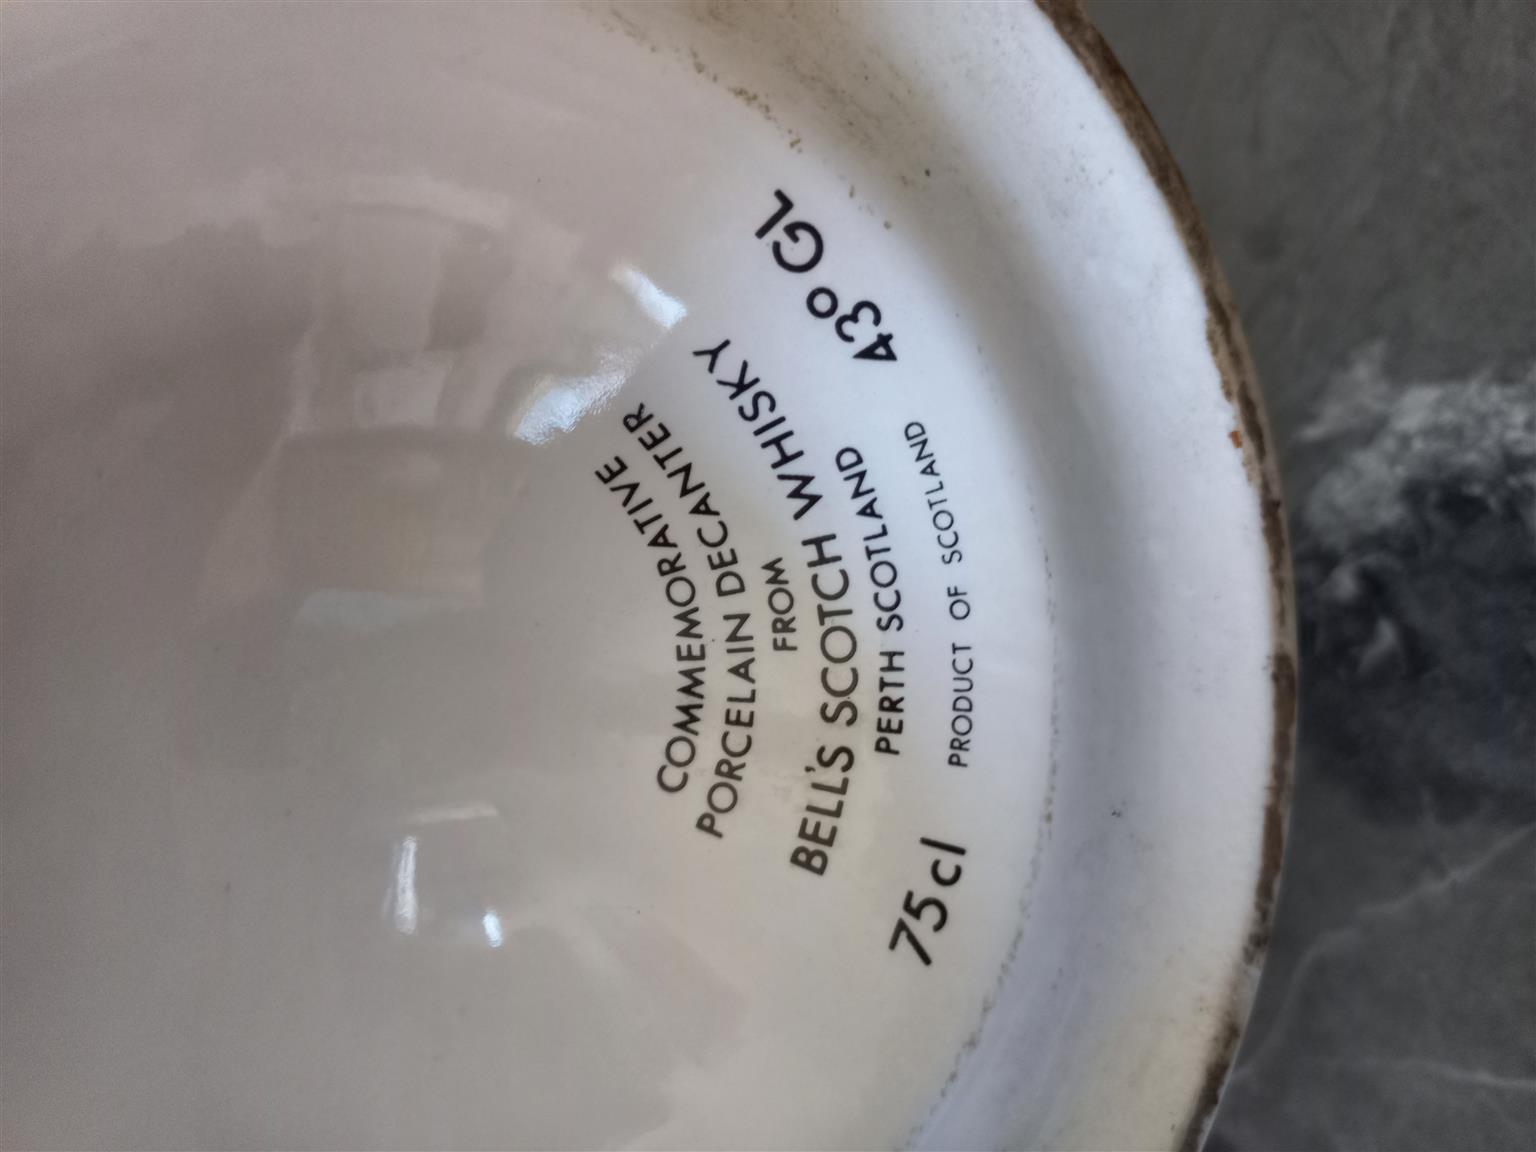 COMMEMORATIVE
PORCELAIN DECANTER
FROM
BELL'S SCOTCH WHISKY
PERTH SCOTLAND
75cl
PRODUCT OF SCOTLAND
43° GL